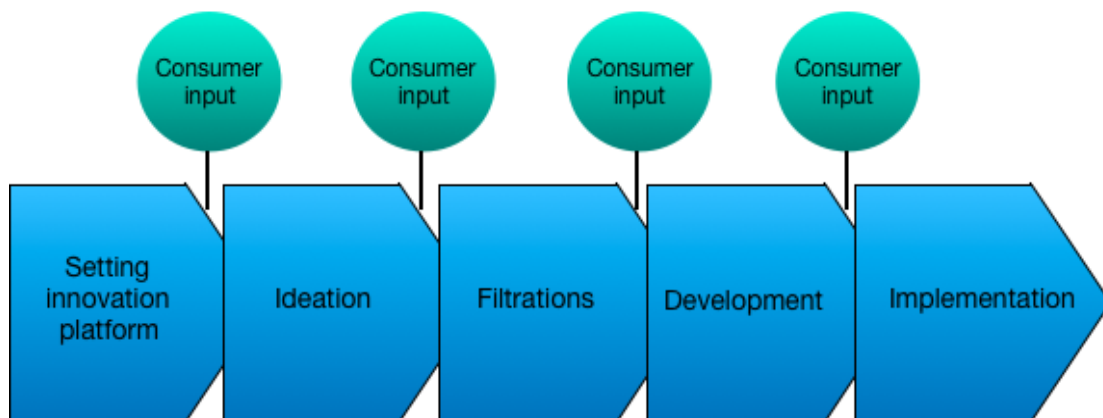 Consumer
input
Consumer
input
Consumer
input
Consumer
input
Setting
innovation
platform
Ideation
Filtrations
Development
Implementation